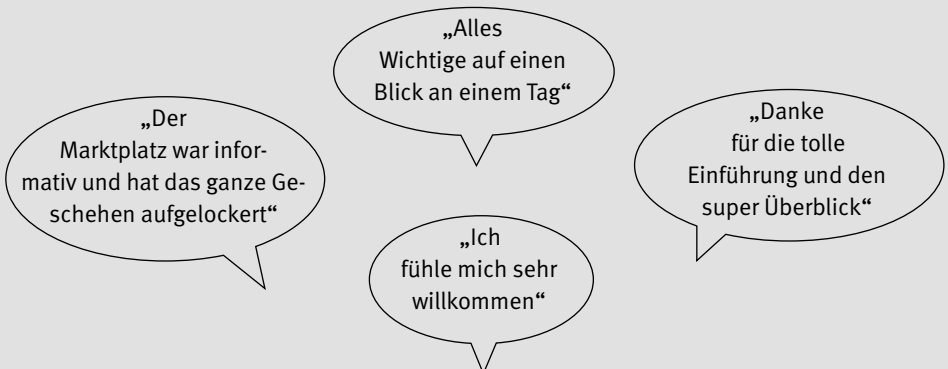 „Alles
Wichtige auf einen
Blick an einem Tag“
„Der
Marktplatz war infor-
mativ und hat das ganze Ge-
schehen aufgelockert“
„Danke
für die tolle
Einführung und den
super Überblick“
„Ich
fühle mich sehr
willkommen“